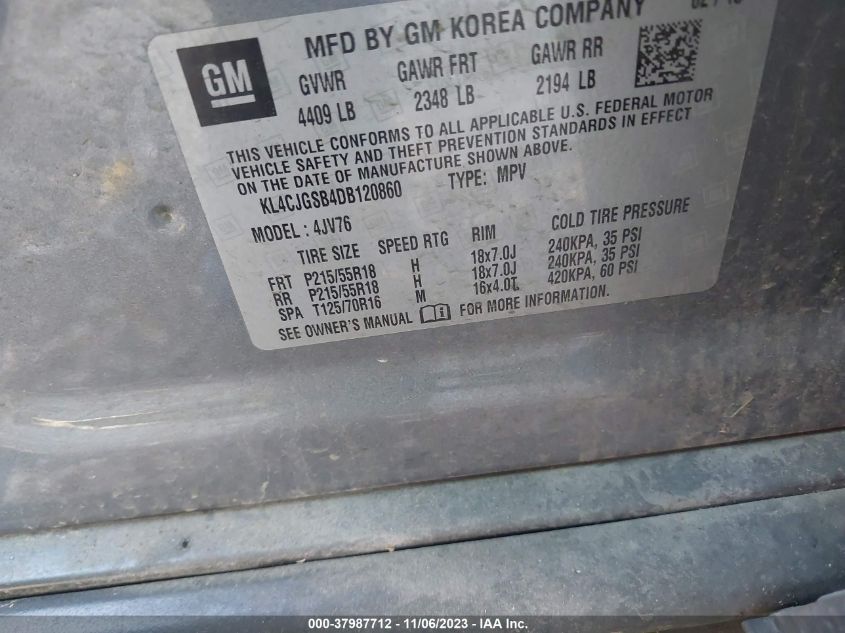 MFD BY GM KOREA COMPANY
GM
GVWR GAWR FRT GAWR RR
4409 LB 2348 LB 2194 LB
THIS VEHICLE CONFORMS TO ALL APPLICABLE U.S. FEDERAL MOTOR
VEHICLE SAFETY AND THEFT PREVENTION STANDARDS IN EFFECT
ON THE DATE OF MANUFACTURE SHOWN ABOVE.
KL4CJGSB4DB120860 TYPE: MPV
MODEL : 4JV76
TIRE SIZE SPEED RTG RIM COLD TIRE PRESSURE
FRT P215/55R18 H 18x7.0J 240KPA, 35 PSI
RR P215/55R18 H 18x7.0J 240KPA, 35 PSI
SPA T125/70R16 M 16x4.0T 420KPA, 60 PSI
SEE OWNER'S MANUAL FOR MORE INFORMATION.
000-37987712 - 11/06/2023 - © IAA Inc.